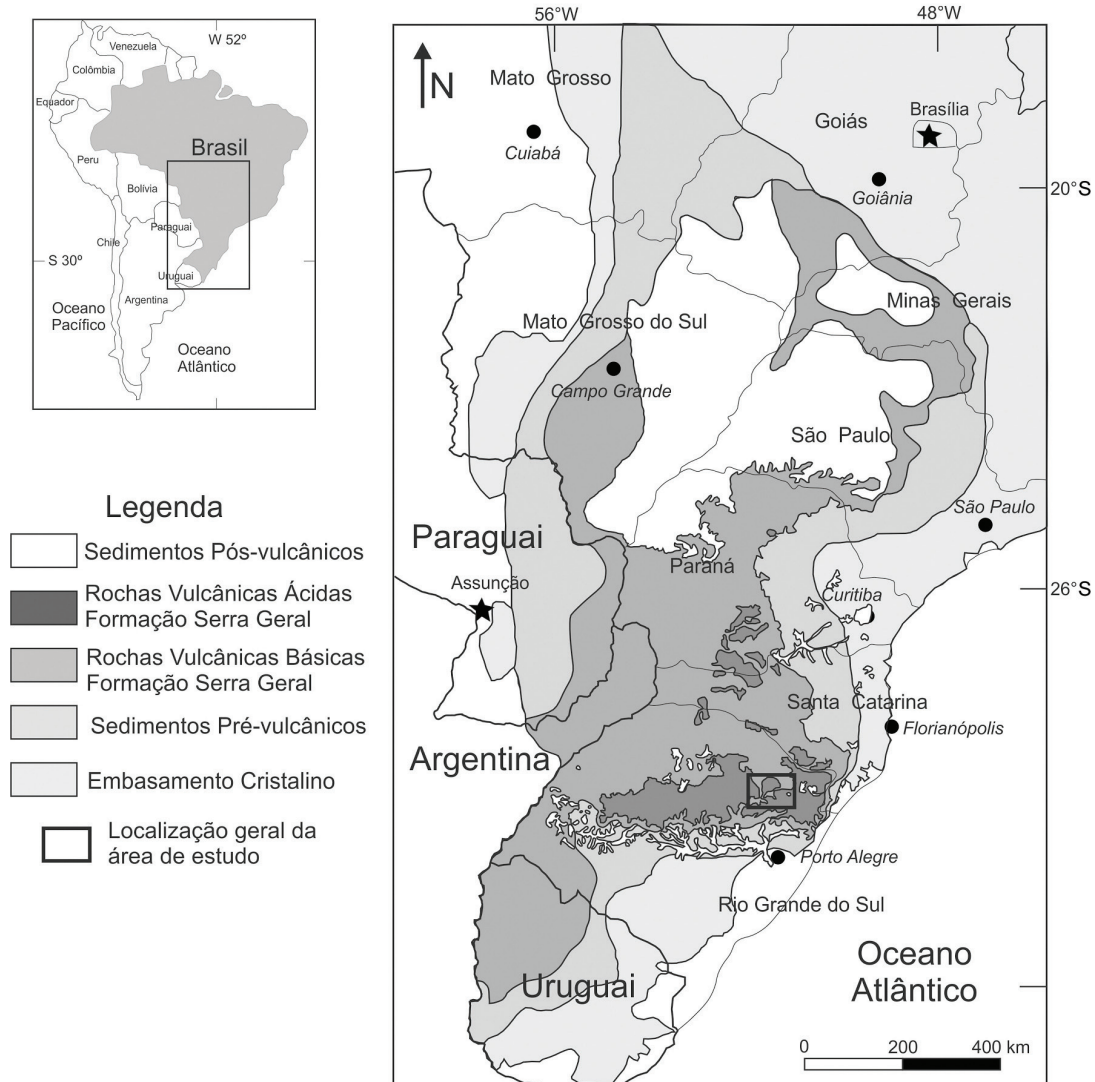 W 52º
Venezuela
Colômbia
Equador
Brasil
Peru
Bolívia
Paraguai
Chile
S 30º
Uruguai
Argentina
Oceano
Pacífico
Oceano
Atlântico
Legenda
Sedimentos Pós-vulcânicos
Rochas Vulcânicas Ácidas
Formação Serra Geral
Rochas Vulcânicas Básicas
Formação Serra Geral
Sedimentos Pré-vulcânicos
Embasamento Cristalino
Localização geral da
área de estudo
56°W
48°W
N
Mato Grosso
Cuiabá
Goiás
Brasília
Goiânia
20°S
Minas Gerais
Mato Grosso do Sul
Campo Grande
São Paulo
São Paulo
Paraguai
Assunção
Paraná
Curitiba
26°S
Santa Catarina
Florianópolis
Argentina
Porto Alegre
Rio Grande do Sul
Uruguai
Oceano
Atlântico
0 200 400 km